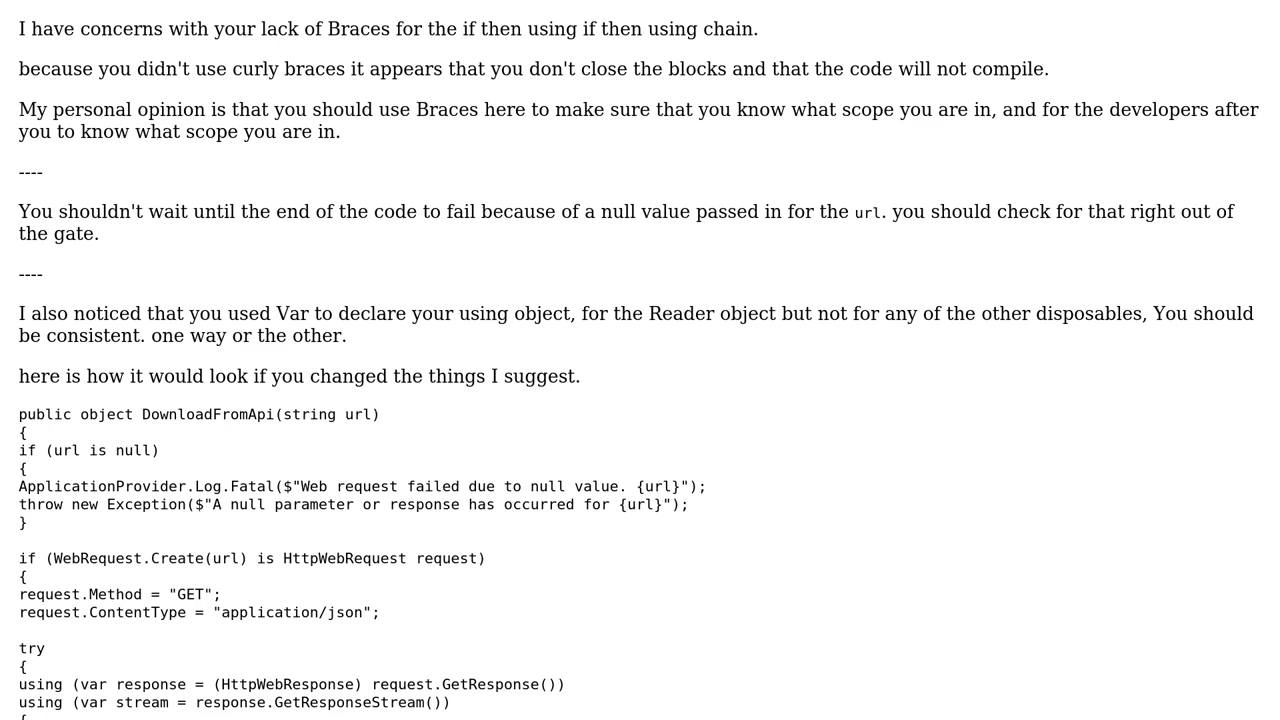 I have concerns with your lack of Braces for the if then using if then using chain.
because you didn't use curly braces it appears that you don't close the blocks and that the code will not compile.
My personal opinion is that you should use Braces here to make sure that you know what scope you are in, and for the developers after
you to know what scope you are in.
----
You shouldn't wait until the end of the code to fail because of a null value passed in for the url. you should check for that right out of
the gate.
----
I also noticed that you used Var to declare your using object, for the Reader object but not for any of the other disposables, You should
be consistent. one way or the other.
here is how it would look if you changed the things I suggest.
public object DownloadFromApi(string url)
{
if (url is null)
{
ApplicationProvider.Log.Fatal($"Web request failed due to null value. {url}");
throw new Exception($"A null parameter or response has occurred for {url}");
}
if (WebRequest.Create(url) is HttpWebRequest request)
{
request.Method = "GET";
request.ContentType = "application/json";
try
{
using (var response = (HttpWebResponse) request.GetResponse())
using (var stream = response.GetResponseStream())
{